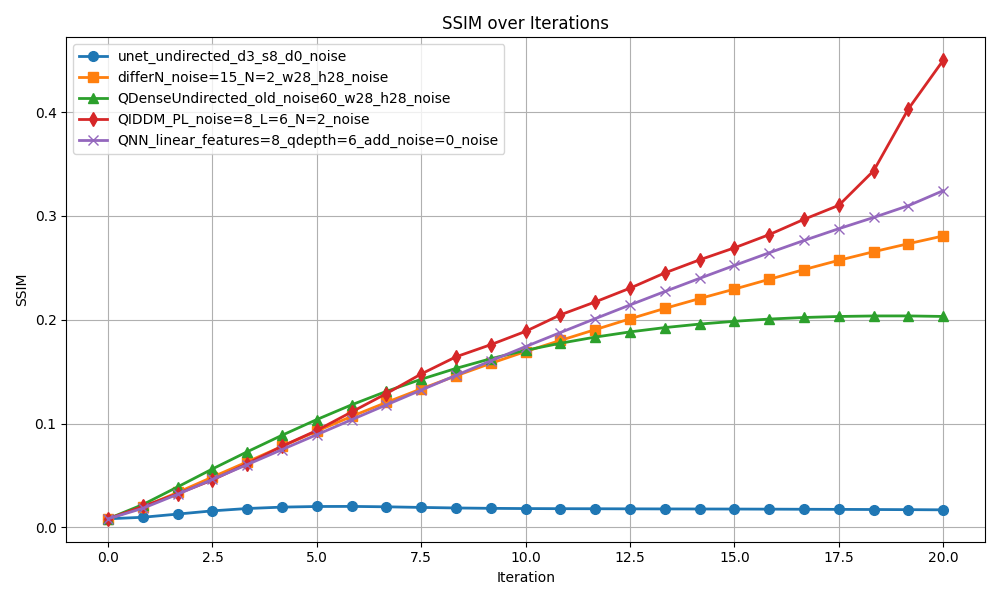 SSIM over Iterations
unet_undirected_d3_s8_d0_noise
differN_noise=15_N=2_w28_h28_noise
QDenseUndirected_old_noise60_w28_h28_noise
QIDDM_PL_noise=8_L=6_N=2_noise
QNN_linear_features=8_qdepth=6_add_noise=0_noise
SSIM
0.4
0.3
0.2
0.1
0.0
0.0 2.5 5.0 7.5 10.0 12.5 15.0 17.5 20.0
Iteration